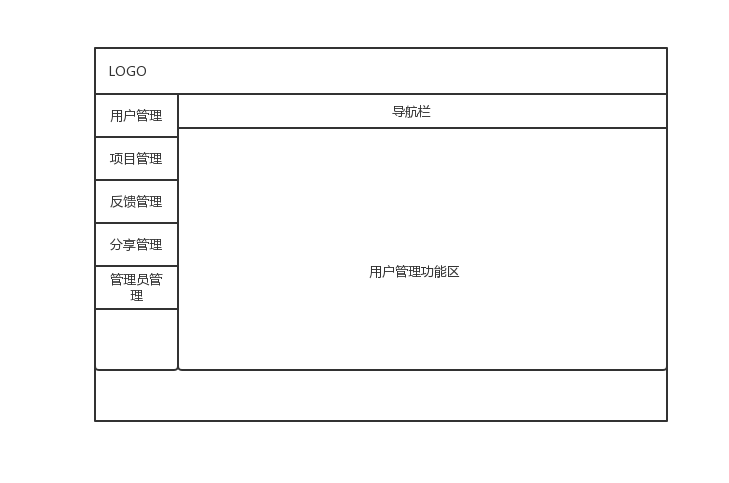 LOGO
用户管理
导航栏
项目管理
反馈管理
分享管理
用户管理功能区
管理员管
理